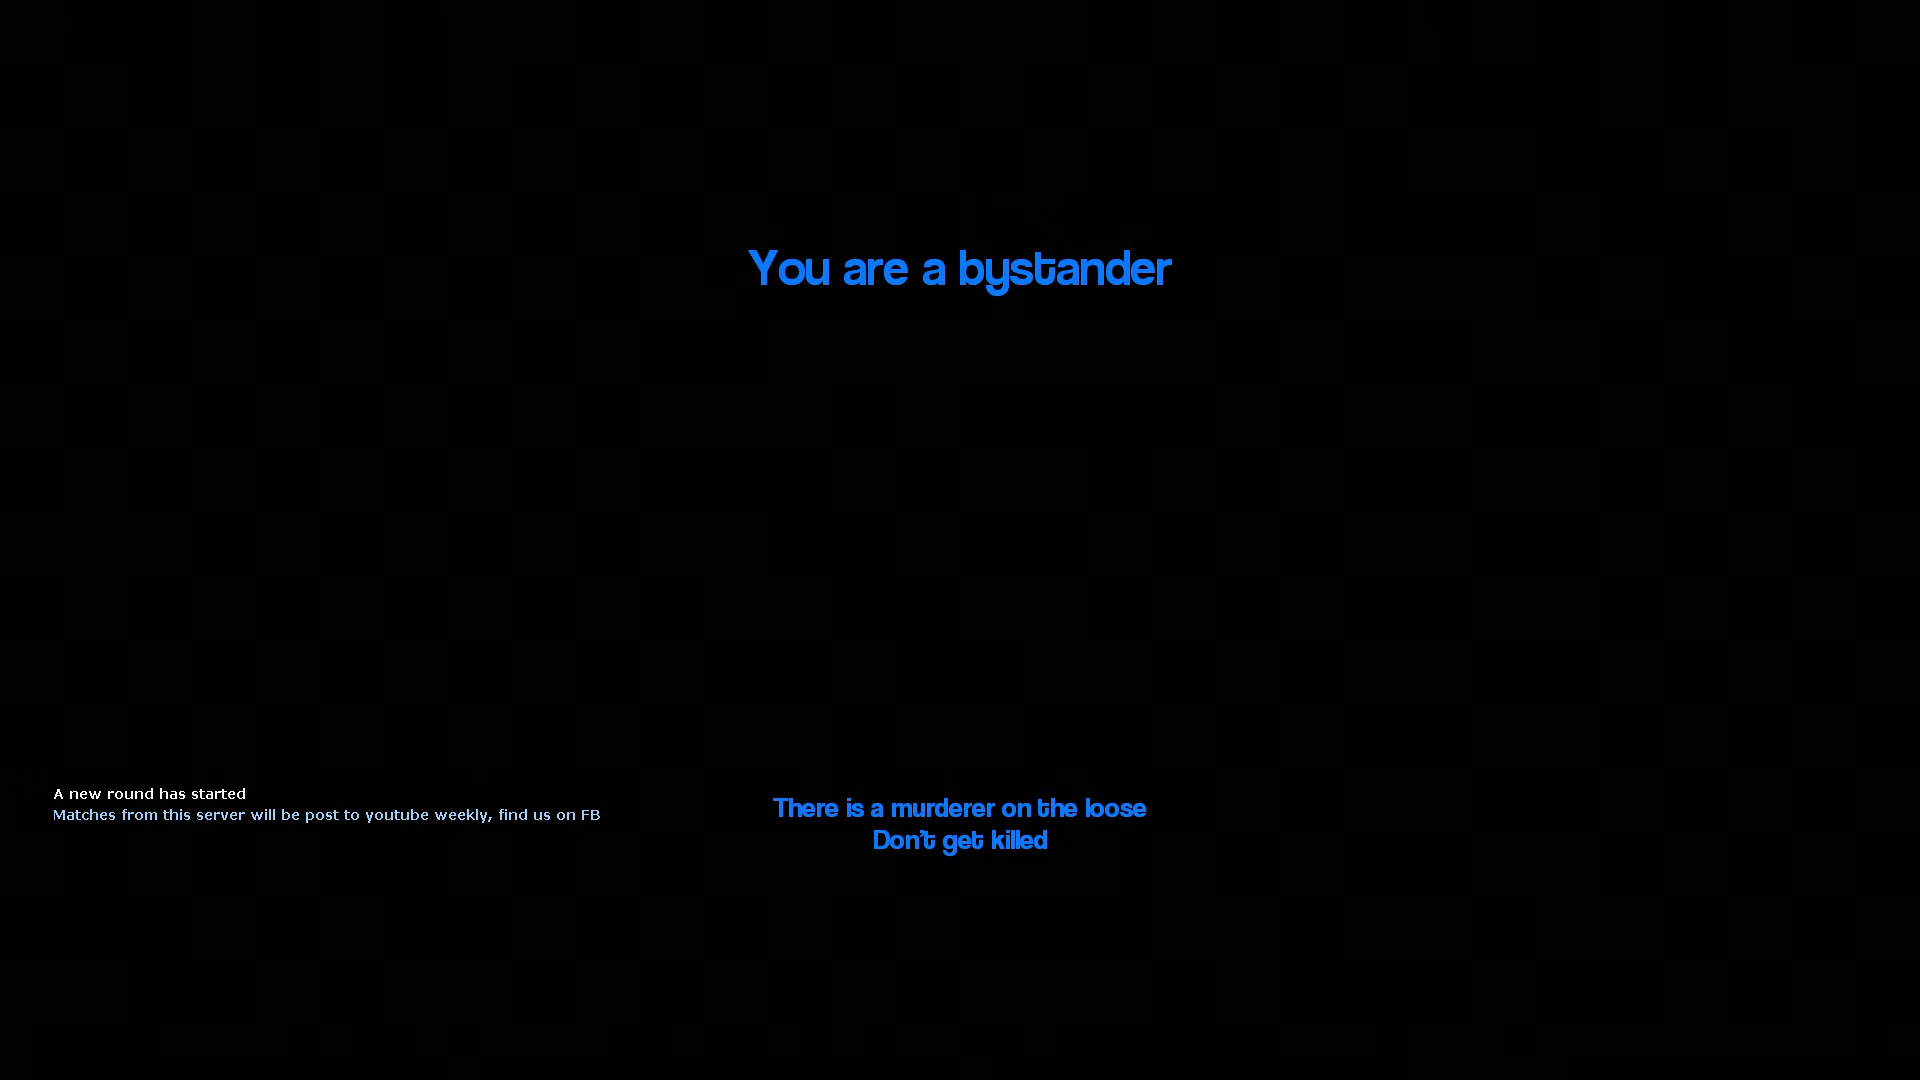 You are a bystander
A new round has started
Matches from this server will be post to youtube weekly, find us on FB
There is a murderer on the loose
Don't get killed